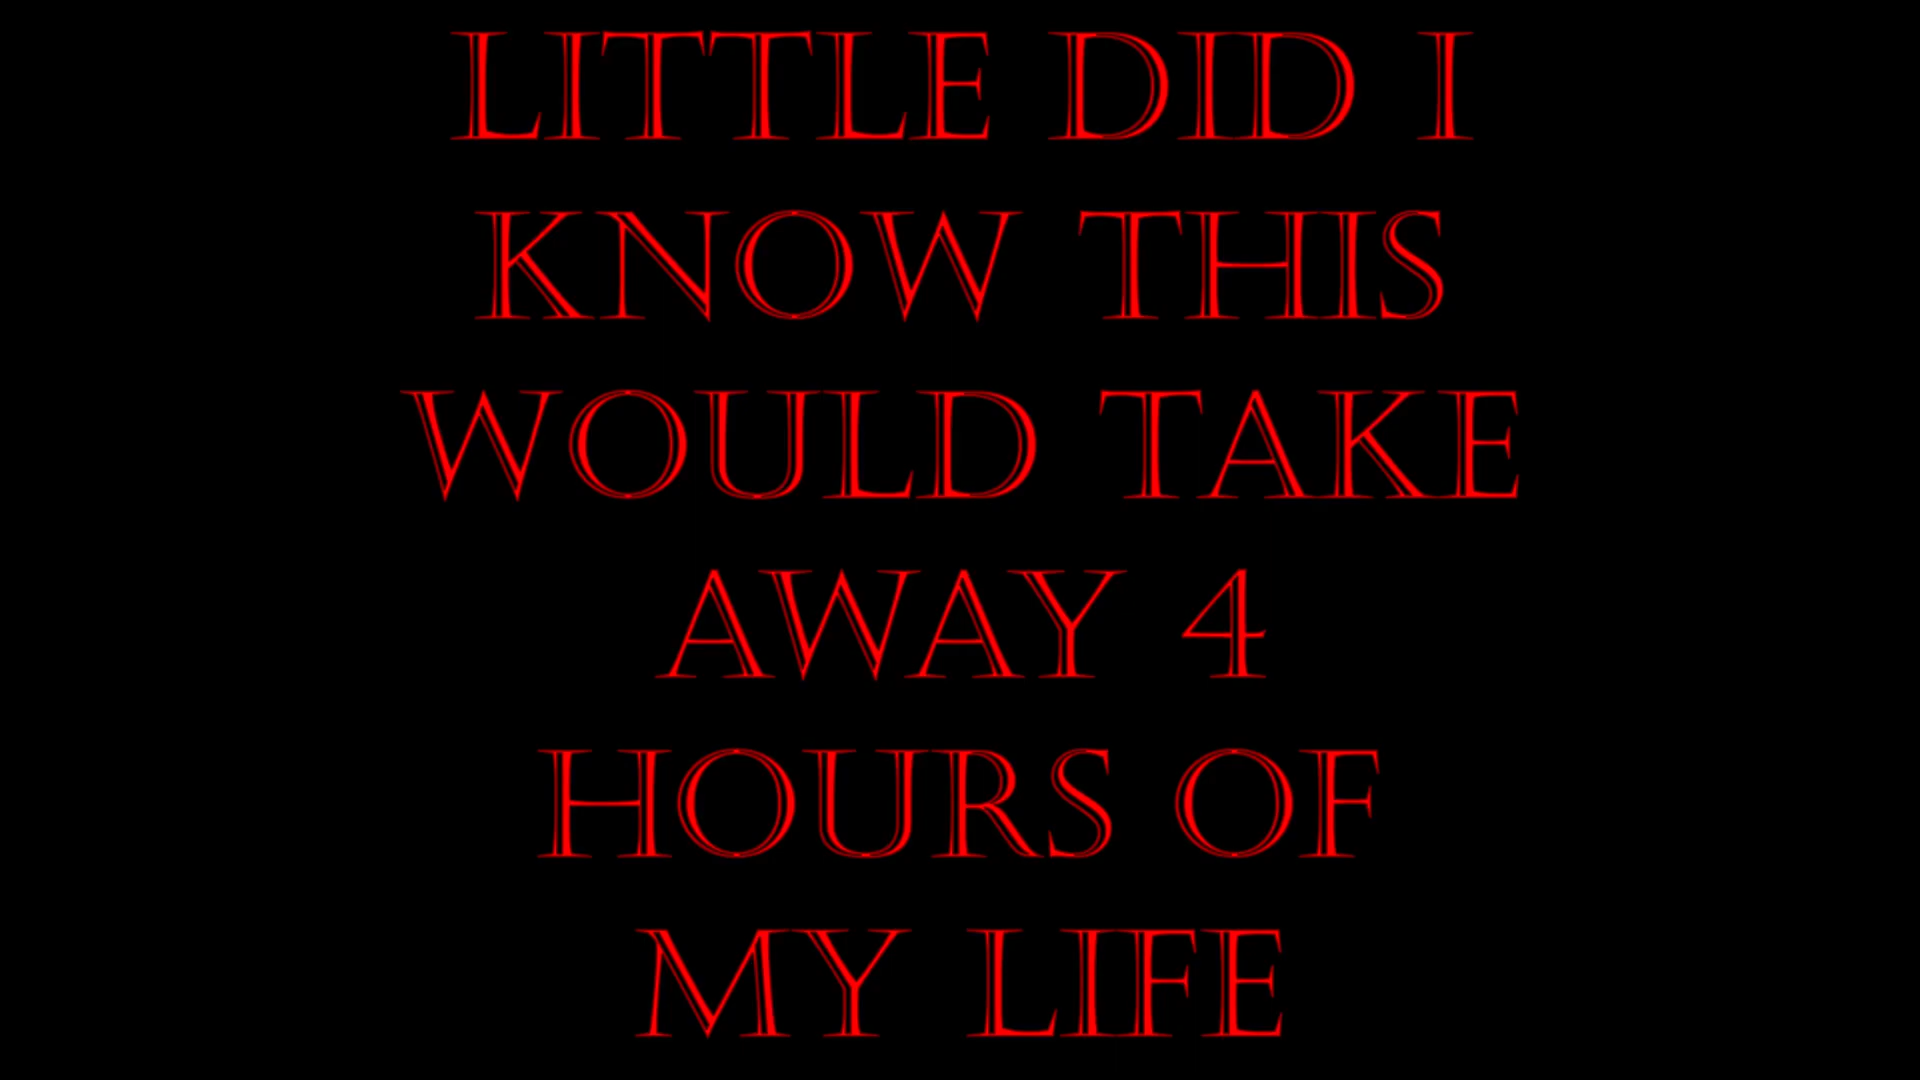 LITTLE DID I
KNOW THIS
WOULD TAKE
AWAY 4
HOURS OF
MY LIFE